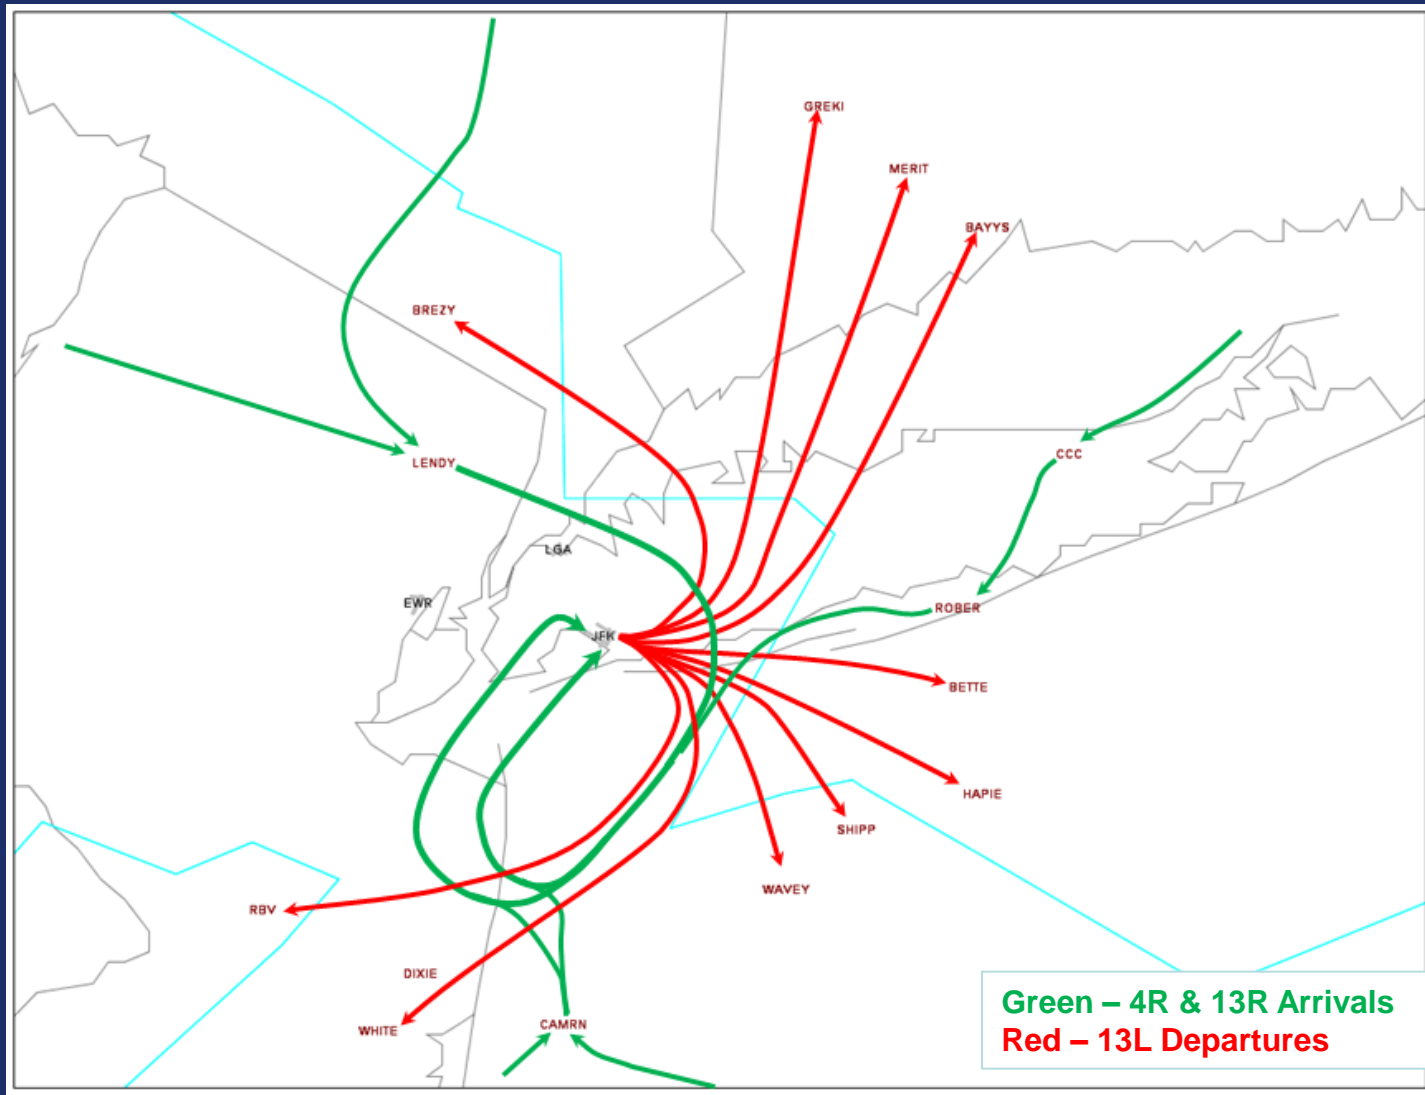 GREKI
MERIT
BAYYS
BREZY
CCC
LENDY
LGA
EWR
ROBER
JFK
BETTE
HAPIE
SHIPP
WAVEY
RBV
DIXIE
CAMRN
WHITE
Green – 4R & 13R Arrivals
Red – 13L Departures